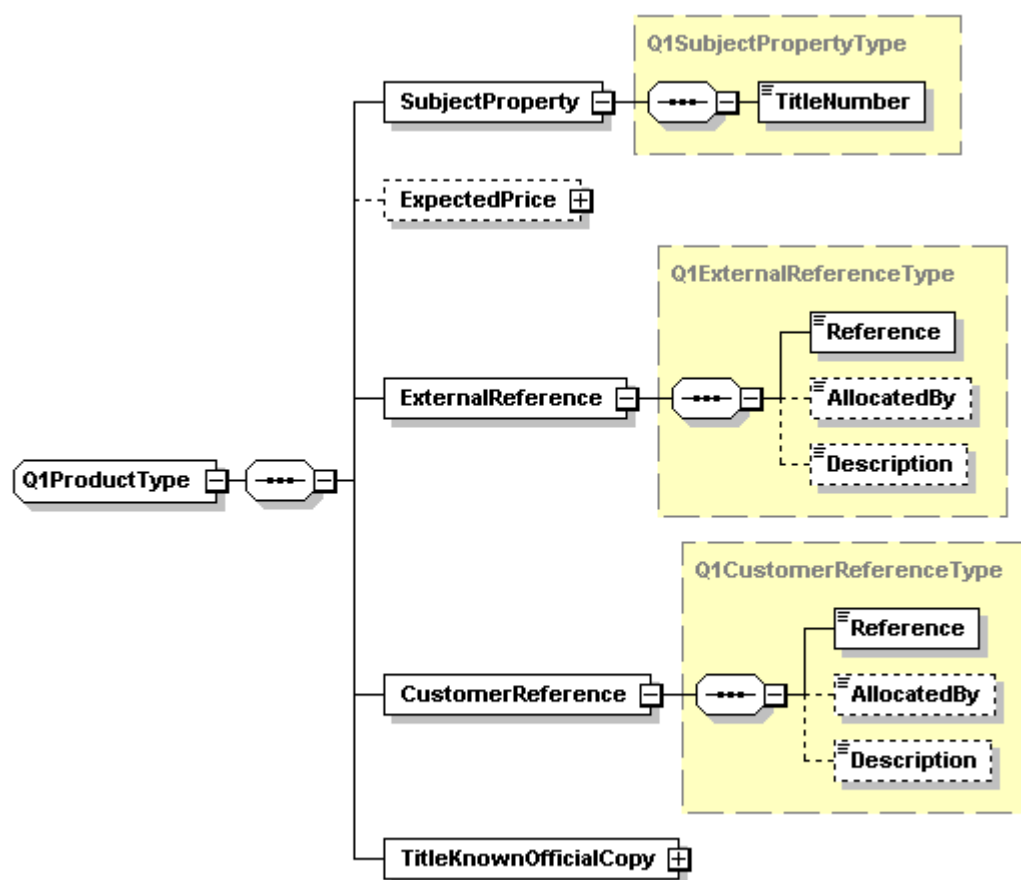 Q1SubjectPropertyType
SubjectProperty
TitleNumber
ExpectedPrice
Q1ExternalReferenceType
Reference
ExternalReference
AllocatedBy
Description
Q1ProductType
Q1CustomerReferenceType
Reference
CustomerReference
AllocatedBy
Description
TitleKnownOfficialCopy